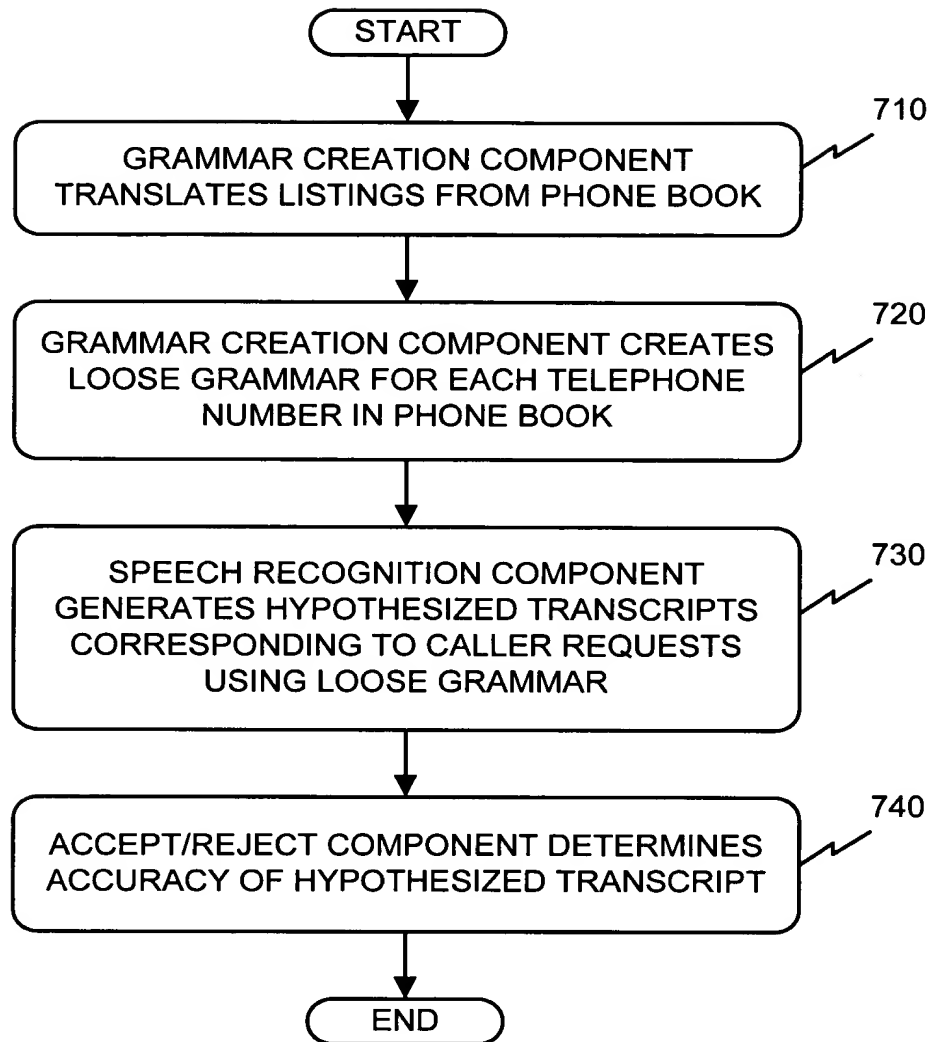 START
710
GRAMMAR CREATION COMPONENT
TRANSLATES LISTINGS FROM PHONE BOOK
720
GRAMMAR CREATION COMPONENT CREATES
LOOSE GRAMMAR FOR EACH TELEPHONE
NUMBER IN PHONE BOOK
730
SPEECH RECOGNITION COMPONENT
GENERATES HYPOTHESIZED TRANSCRIPTS
CORRESPONDING TO CALLER REQUESTS
USING LOOSE GRAMMAR
740
ACCEPT/REJECT COMPONENT DETERMINES
ACCURACY OF HYPOTHESIZED TRANSCRIPT
END